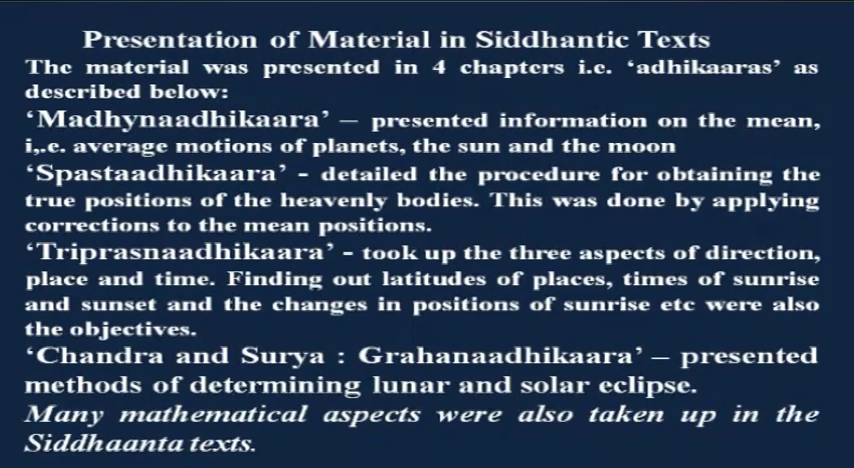 Presentation of Material in Siddhantic Texts
The material was presented in 4 chapters i.e. ‘adhikaaras’ as
described below:
‘Madhynaadhikaara’ – presented information on the mean,
i,.e. average motions of planets, the sun and the moon
‘Spastaadhikaara’ - detailed the procedure for obtaining the
true positions of the heavenly bodies. This was done by applying
corrections to the mean positions.
‘Triprasnaadhikaara’ - took up the three aspects of direction,
place and time. Finding out latitudes of places, times of sunrise
and sunset and the changes in positions of sunrise etc were also
the objectives.
‘Chandra and Surya : Grahanaadhikaara’ – presented
methods of determining lunar and solar eclipse.
Many mathematical aspects were also taken up in the
Siddhaanta texts.